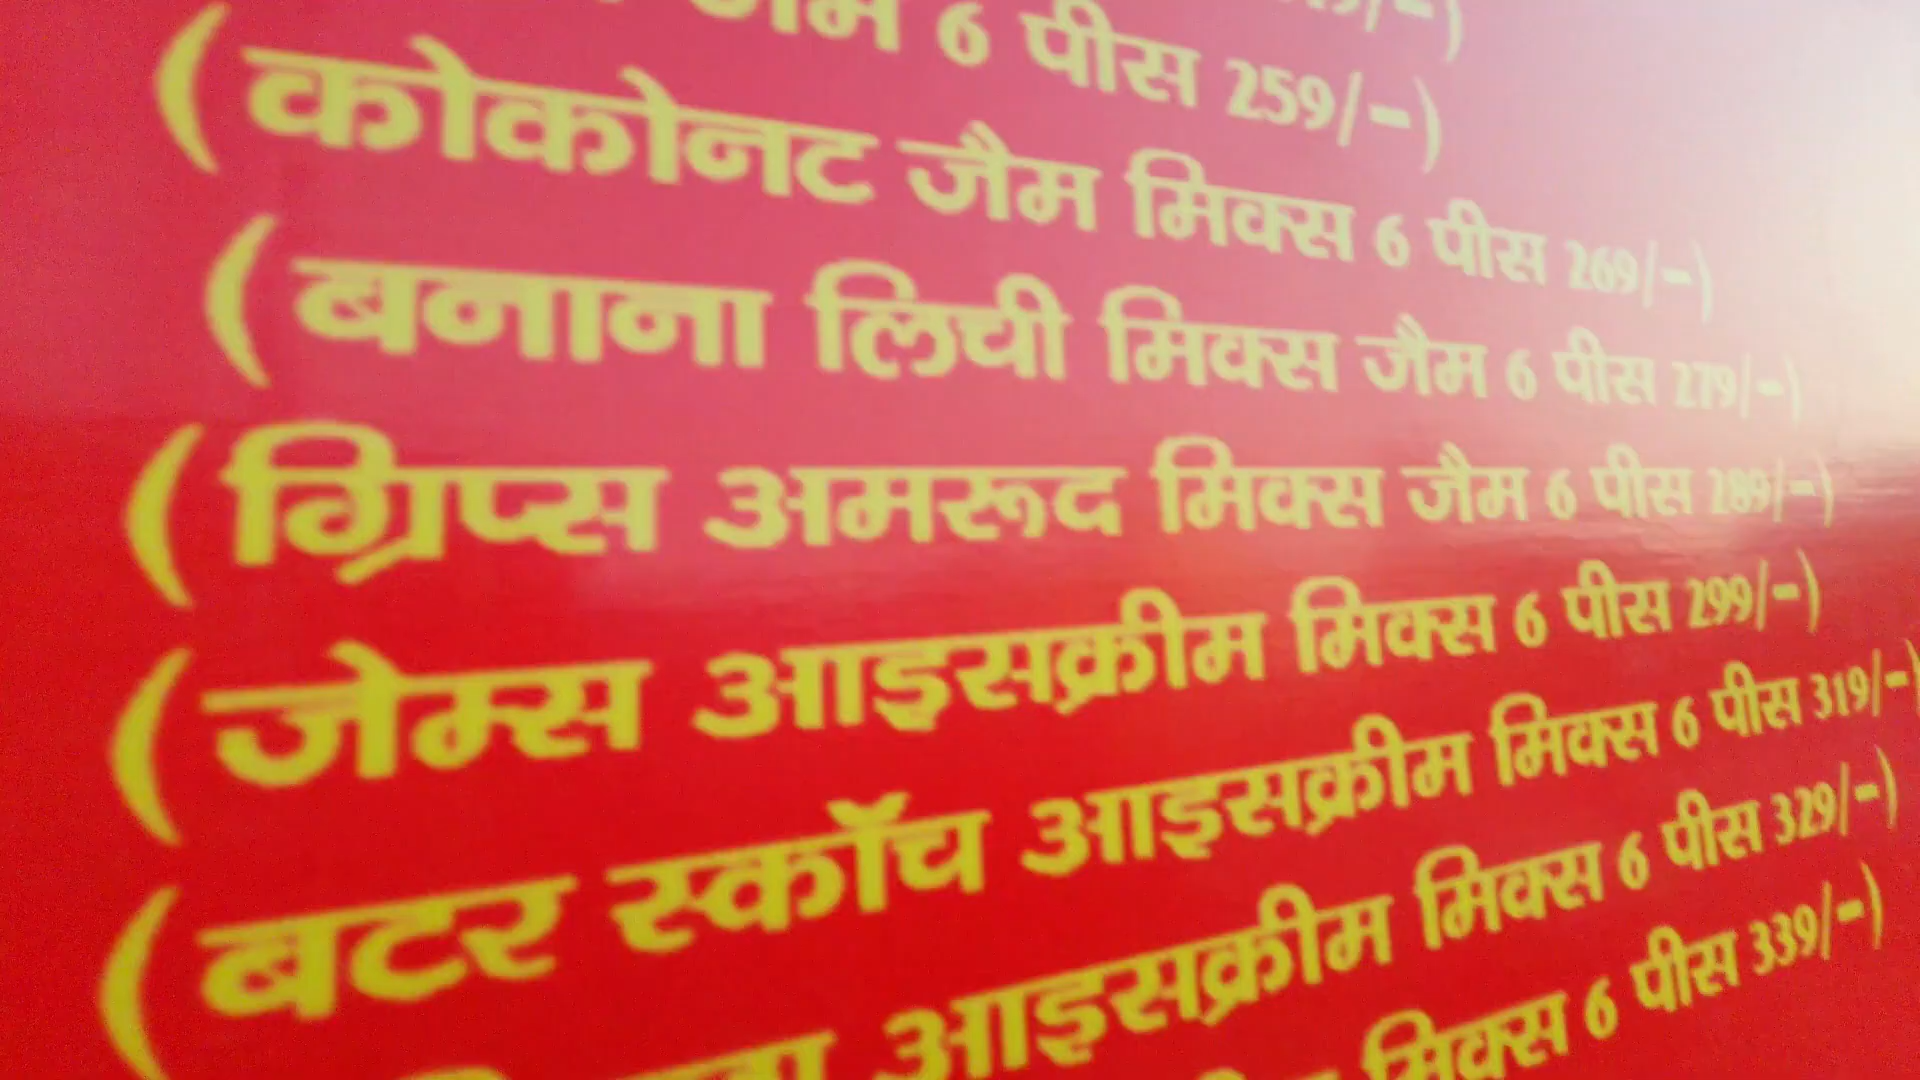 6 पीस 259/-)
(कोकोनट जैम मिक्स 6 पीस 269/-)
(बनाना लिची मिक्स जैम 6 पीस 279/-)
(ग्रिप्स अमरूद मिक्स जैम 6 पीस 289/-)
(जेम्स आइसक्रीम मिक्स 6 पीस 299/-)
(बटर स्कॉच आइसक्रीम मिक्स 6 पीस 319/-)
आइसक्रीम मिक्स 6 पीस 329/-)
मिक्स 6 पीस 339/-)